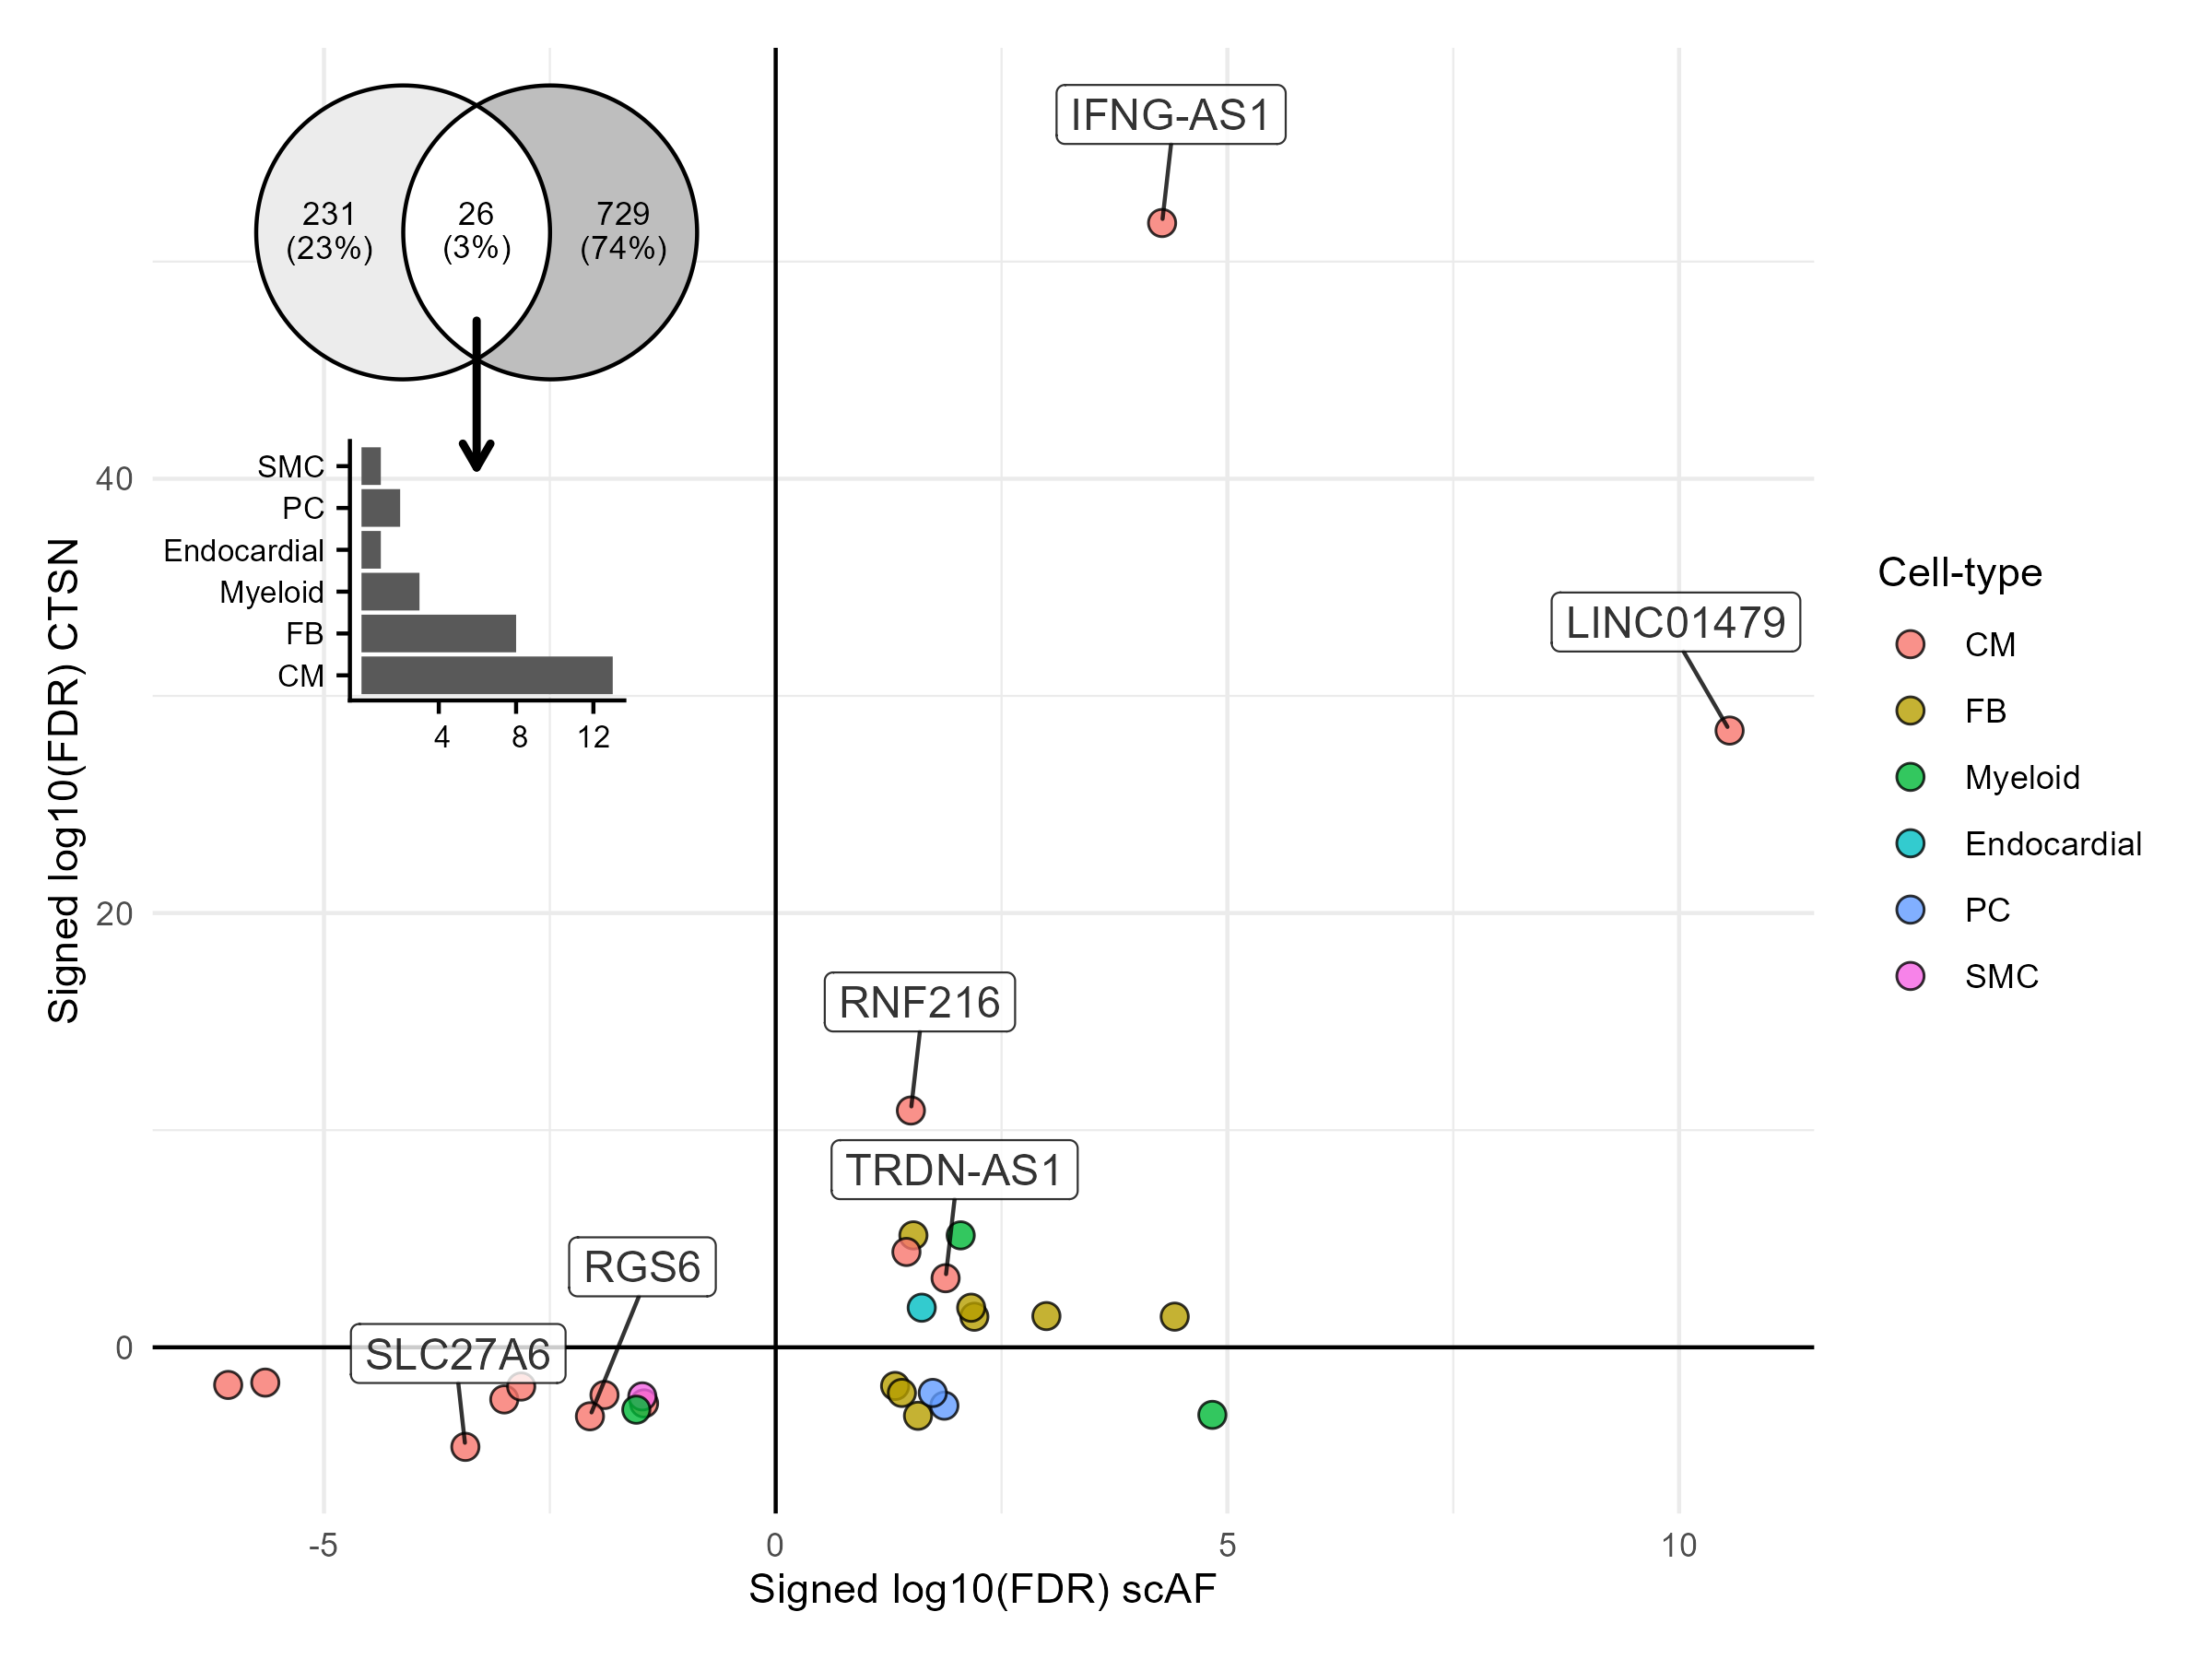 IFNG-AS1
231
(23%)
26
(3%)
729
(74%)
SMC
PC
Endocardial
Myeloid
FB
CM
4
8
12
LINC01479
RNF216
TRDN-AS1
RGS6
SLC27A6
40
20
0
Signed log10(FDR) CTSN
-5
0
5
10
Signed log10(FDR) scAF
Cell-type
CM
FB
Myeloid
Endocardial
PC
SMC